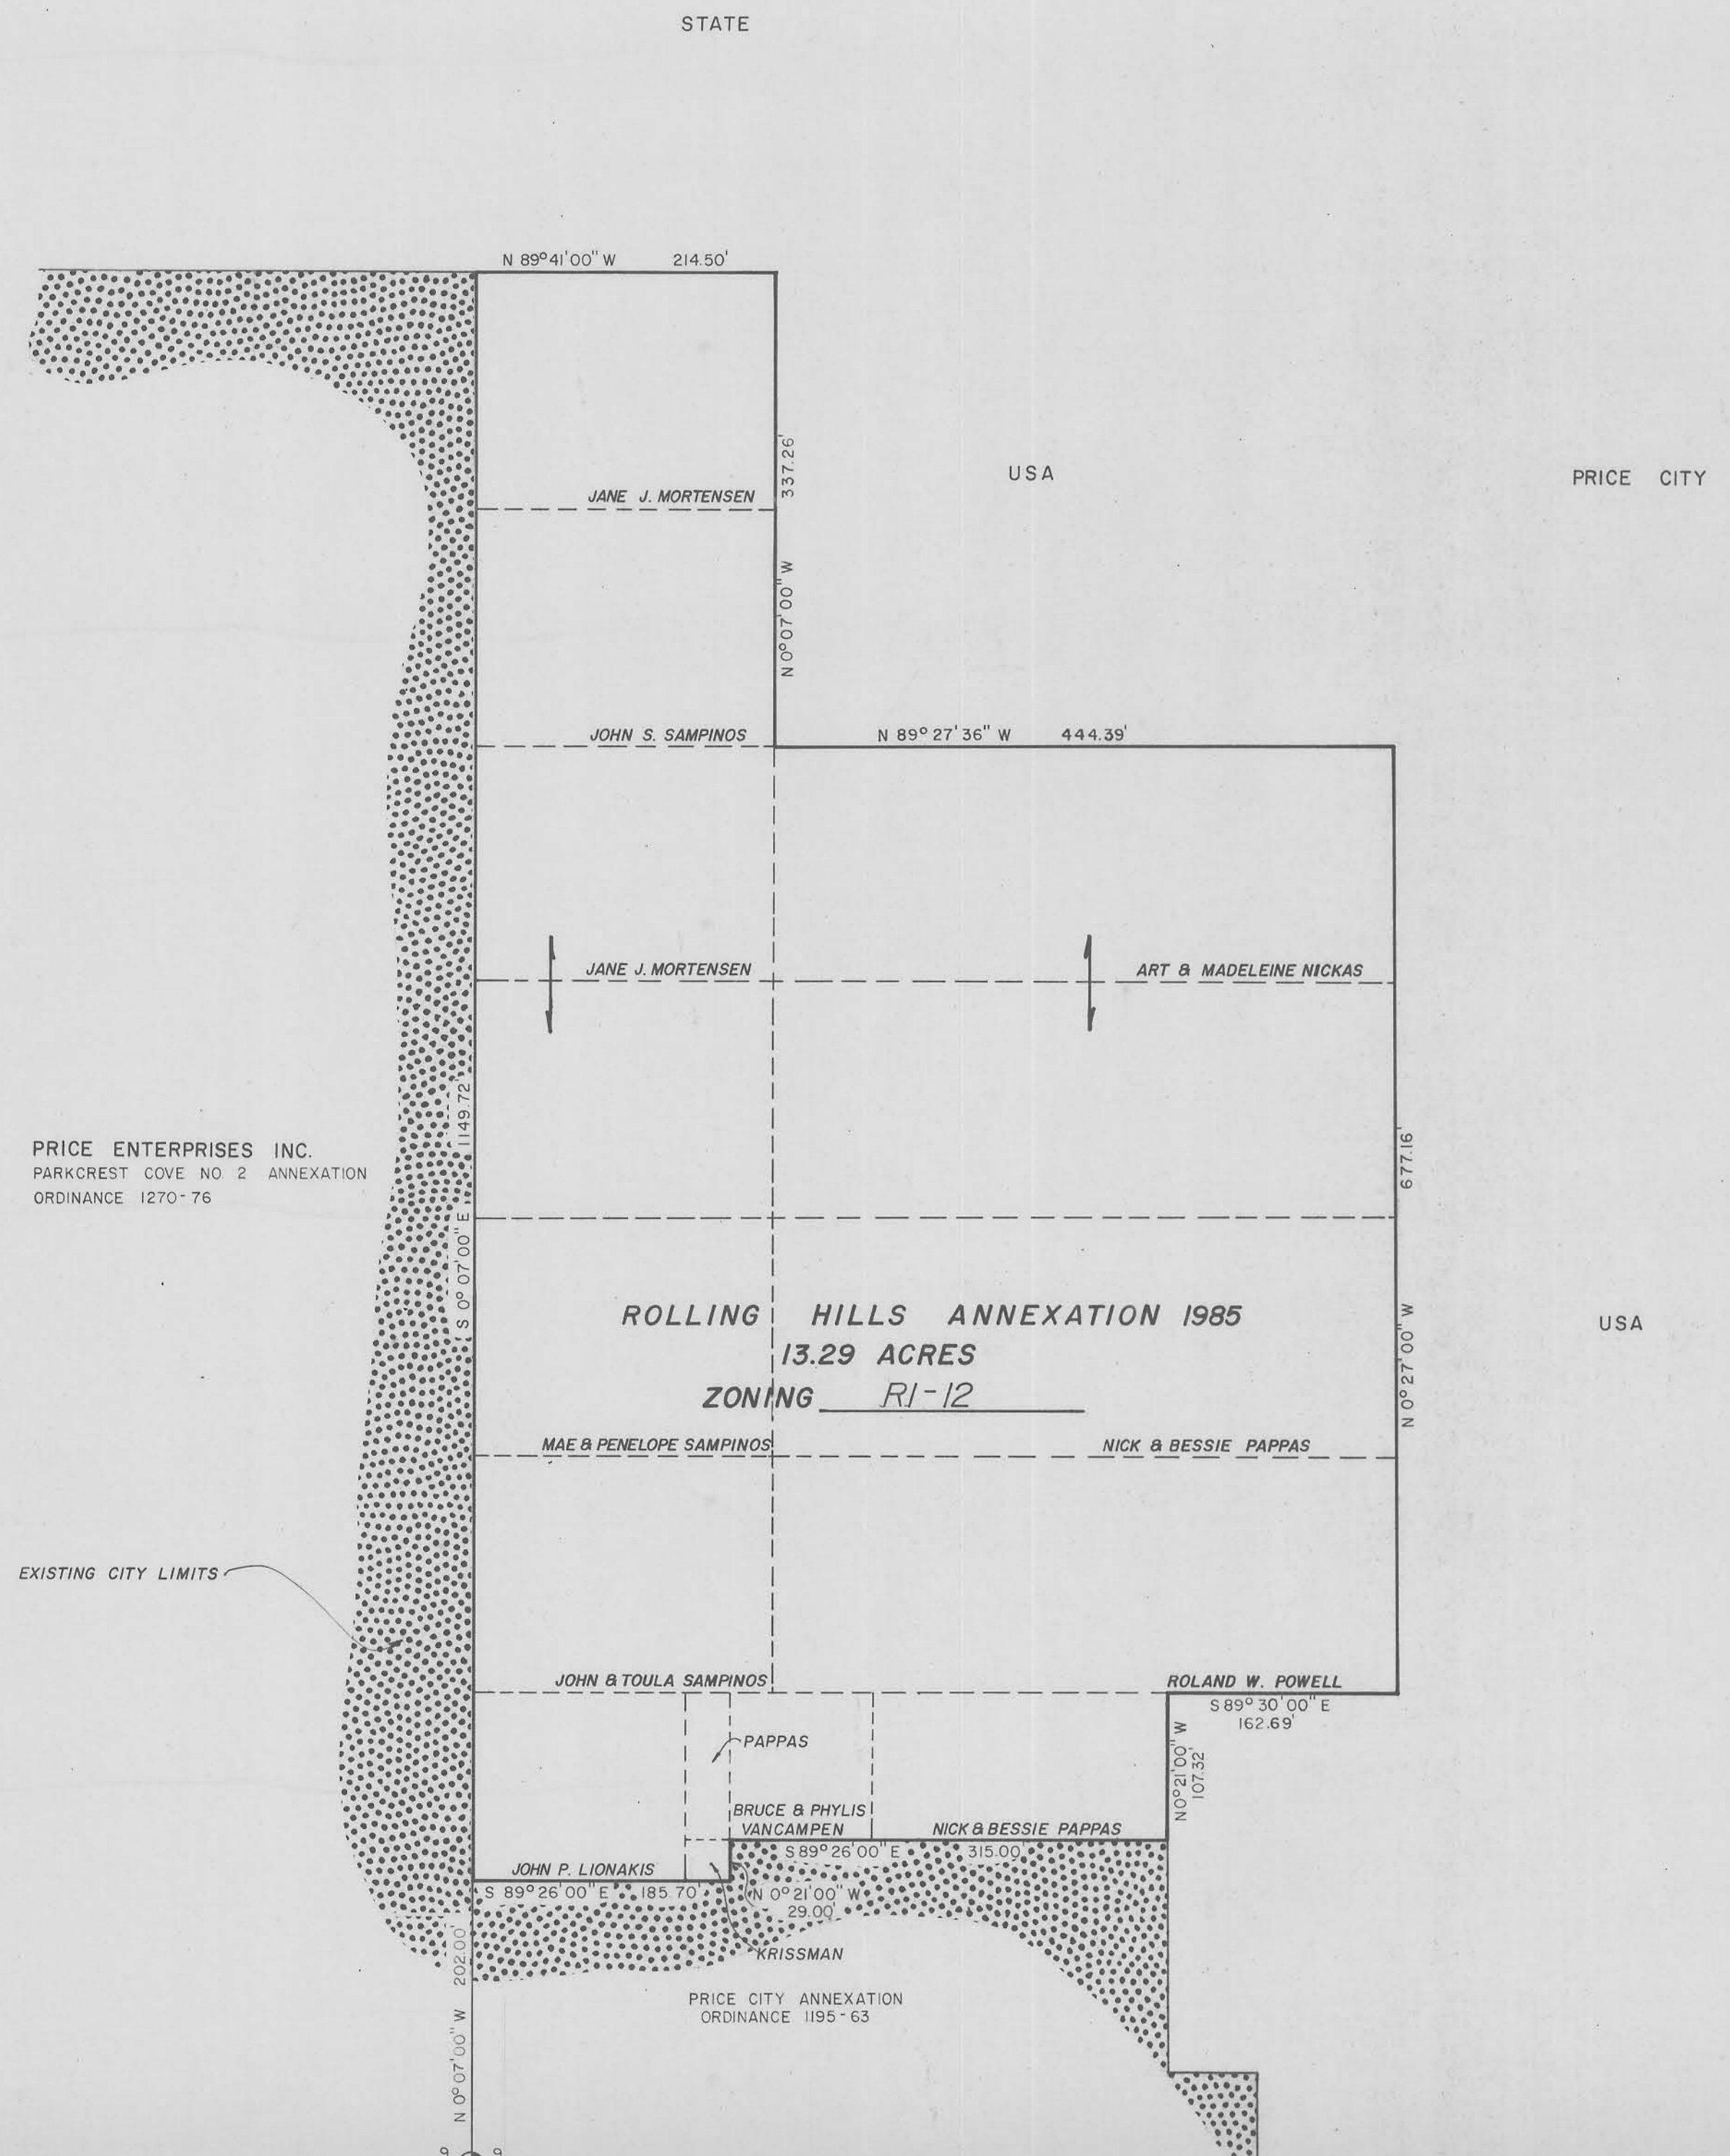 STATE
N 89°41'00" W 214.50'
337.26'
N 0°07'00" W
USA
PRICE CITY
JANE J. MORTENSEN
JOHN S. SAMPINOS
N 89°27'36" W 444.39'
JANE J. MORTENSEN
ART & MADELEINE NICKAS
S 0°07'00" E 1149.72'
677.16'
N 0°27'00" W
PRICE ENTERPRISES INC.
PARKCREST COVE NO. 2 ANNEXATION
ORDINANCE 1270-76
ROLLING HILLS ANNEXATION 1985
13.29 ACRES
ZONING R1-12
USA
MAE & PENELOPE SAMPINOS
NICK & BESSIE PAPPAS
EXISTING CITY LIMITS
JOHN & TOULA SAMPINOS
ROLAND W. POWELL
S 89°30'00" E
162.69'
N 0°21'00" W
107.32'
PAPPAS
BRUCE & PHYLIS
VANCAMPEN
NICK & BESSIE PAPPAS
S 89°26'00" E 315.00'
JOHN P. LIONAKIS
S 89°26'00" E 185.70'
N 0°21'00" W
29.00'
KRISSMAN
N 0°07'00" W 202.00'
PRICE CITY ANNEXATION
ORDINANCE 1195-63